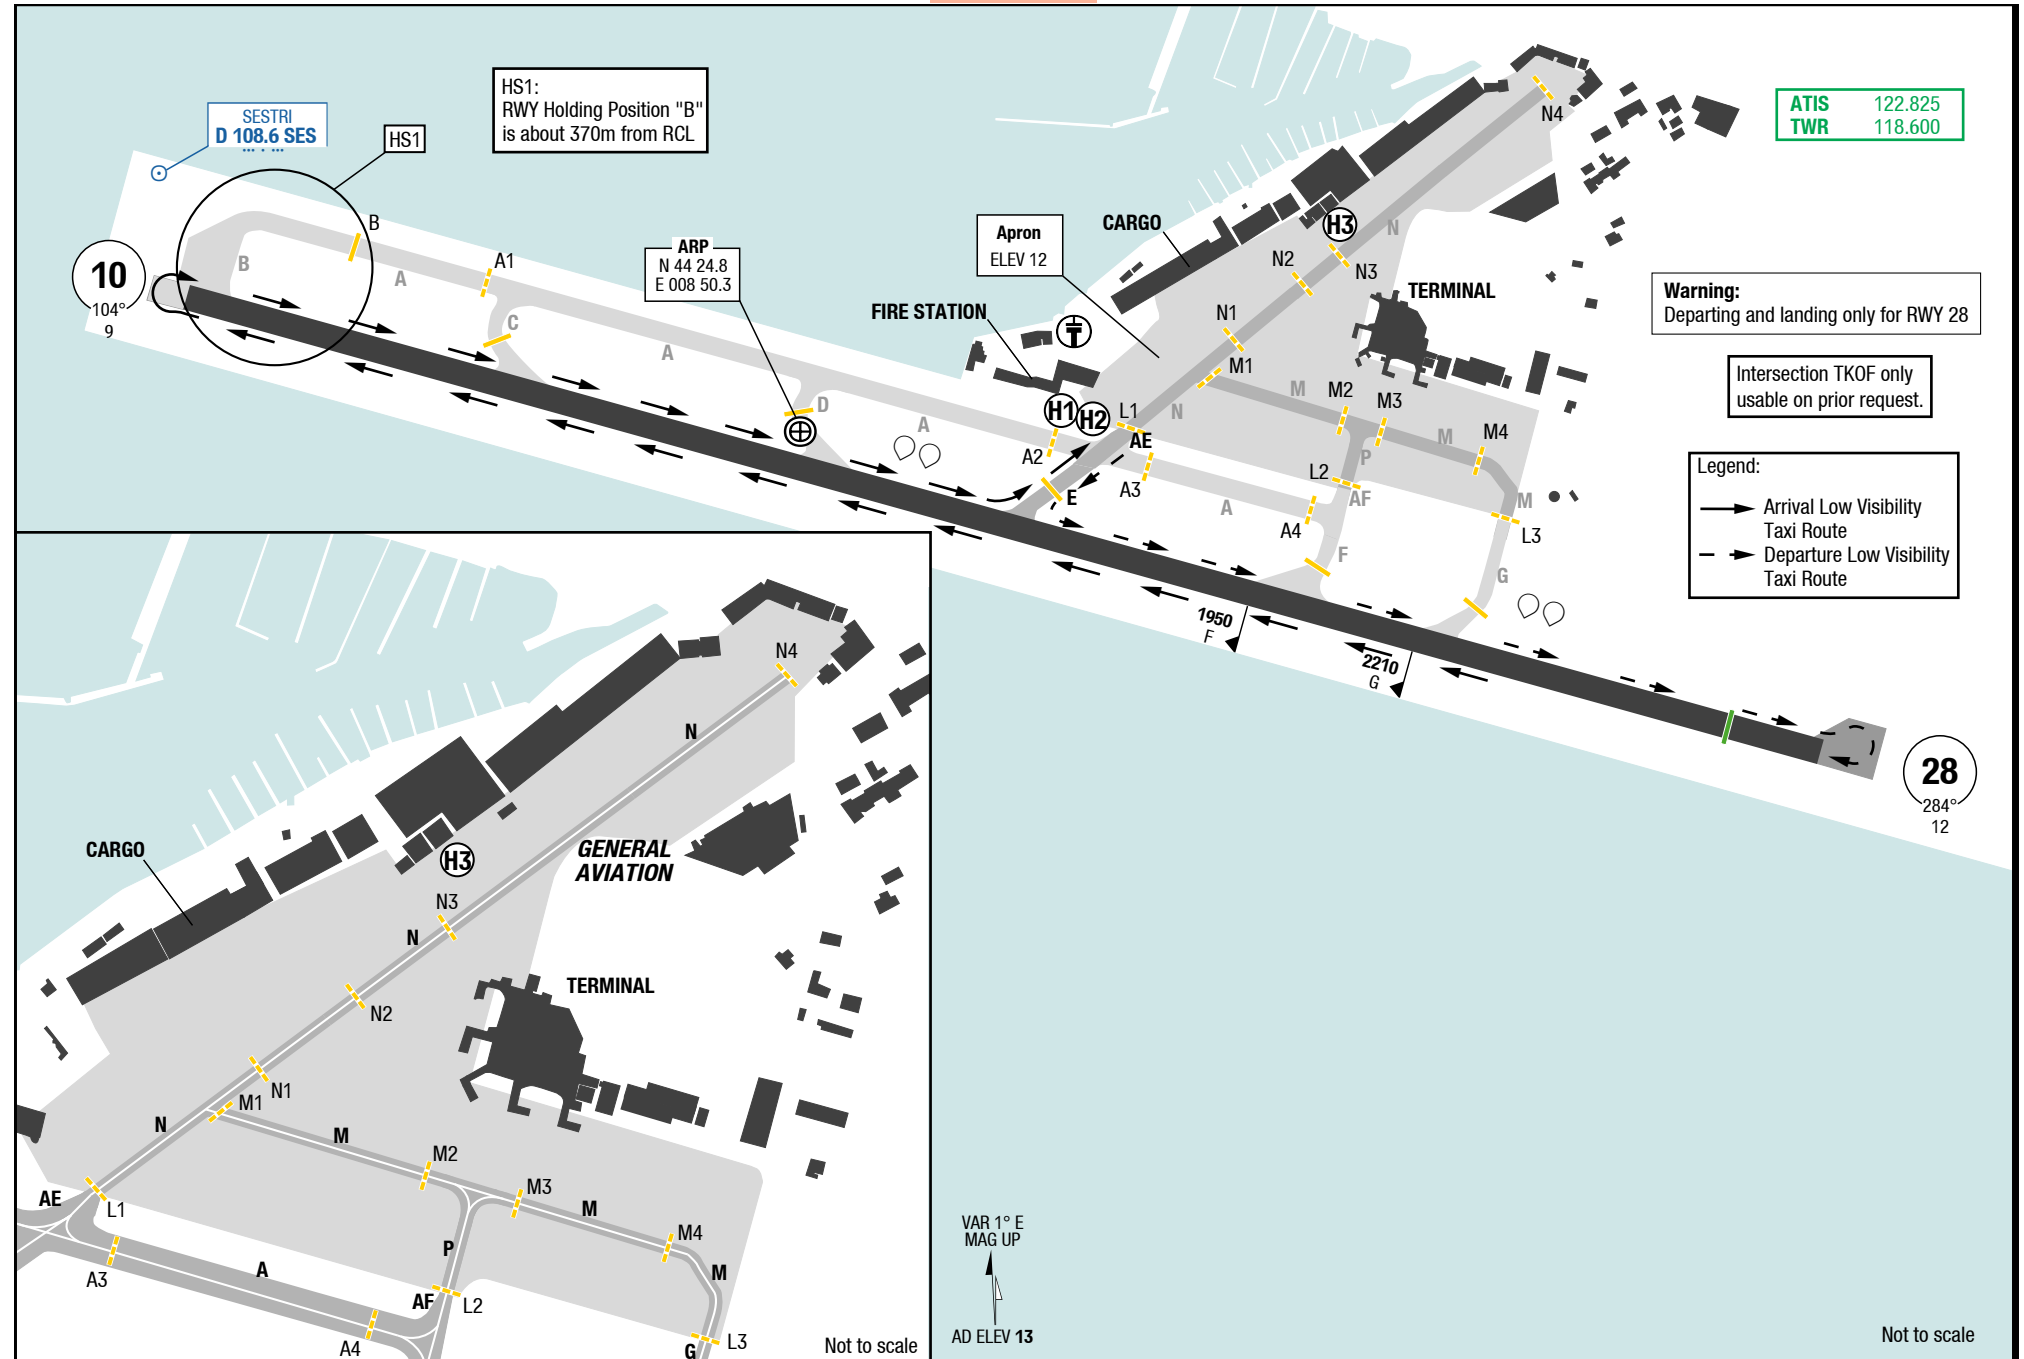 HS1:
RWY Holding Position "B"
is about 370m from RCL
SESTRI
D 108.6 SES
HS1
B
A1
B
A
10
104°
9
C
A
ARP
N 44 24.8
E 008 50.3
D
A
FIRE STATION
Apron
ELEV 12
CARGO
N4
N
H3
N2
N3
TERMINAL
N1
M1
M
M2
M3
M
M4
N
L1
H1
H2
AE
A2
A3
E
L2
P
AF
A
A4
F
M
L3
G
ATIS 122.825
TWR 118.600
Warning:
Departing and landing only for RWY 28
Intersection TKOF only
usable on prior request.
Legend:
Arrival Low Visibility
Taxi Route
Departure Low Visibility
Taxi Route
1950
F
2210
G
28
284°
12
N4
N
CARGO
H3
GENERAL
AVIATION
N3
N
TERMINAL
N2
N1
M1
N
M
M2
M3
M
M4
AE
L1
P
M
A3
A
AF
L2
A4
L3
G
Not to scale
VAR 1° E
MAG UP
AD ELEV 13
Not to scale